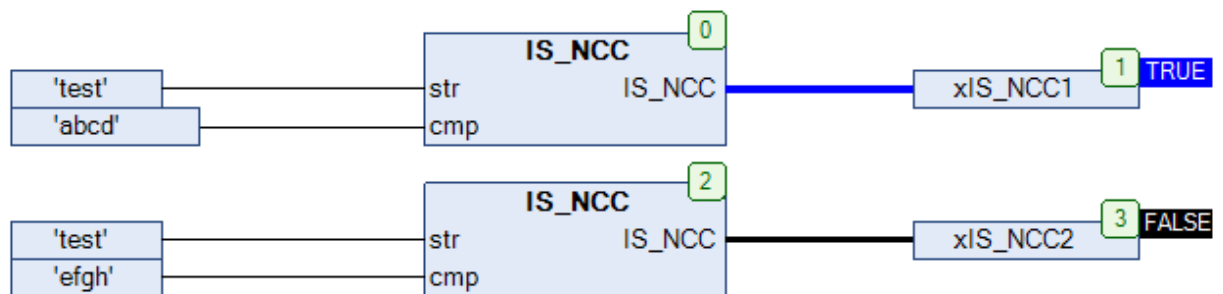 0
IS_NCC
'test' str IS_NCC xIS_NCC1 1 TRUE
'abcd' cmp
2
IS_NCC
'test' str IS_NCC xIS_NCC2 3 FALSE
'efgh' cmp